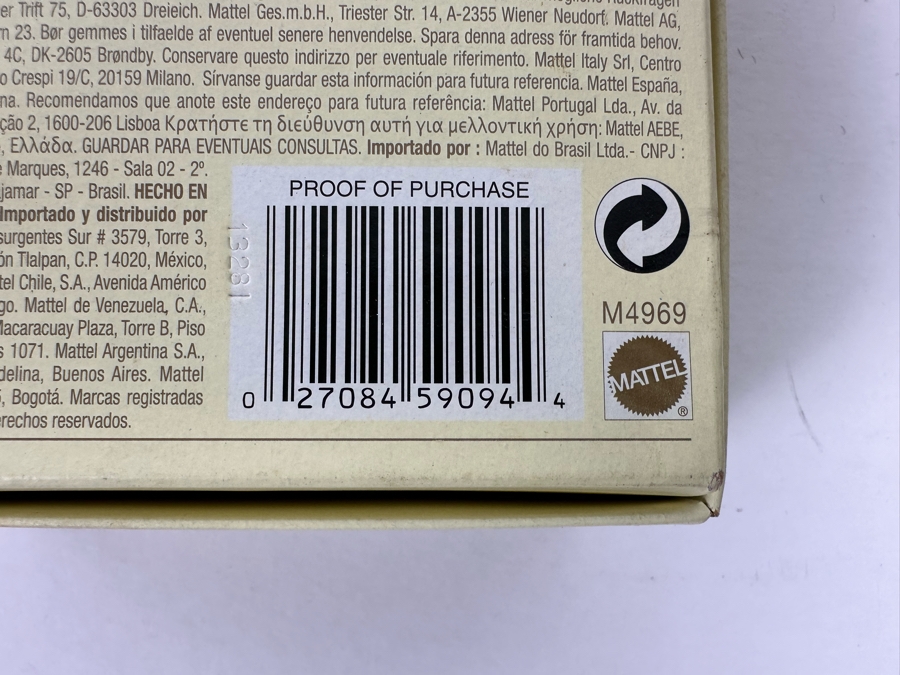 er Trift 75, D-63303 Dreieich. Mattel Ges.m.b.H., Triester Str. 14, A-2355 Wiener Neudorf. Mattel AG,
n 23. Bør gemmes i tilfaelde af eventuel senere henvendelse. Spara denna adress för framtida behov.
4C, DK-2605 Brøndby. Conservare questo indirizzo per eventuale riferimento. Mattel Italy Srl, Centro
o Crespi 19/C, 20159 Milano. Sírvanse guardar esta información para futura referencia. Mattel España,
na. Recomendamos que anote este endereço para futura referência: Mattel Portugal Lda., Av. da
ção 2, 1600-206 Lisboa Κρατήστε τη διεύθυνση αυτή για μελλοντική χρήση: Mattel AEBE,
, Ελλάδα. GUARDAR PARA EVENTUAIS CONSULTAS. Importado por : Mattel do Brasil Ltda.- CNPJ :
Marques, 1246 - Sala 02 - 2º.
jamar - SP - Brasil. HECHO EN
Importado y distribuido por
surgentes Sur # 3579, Torre 3,
ón Tlalpan, C.P. 14020, México,
tel Chile, S.A., Avenida Américo
go. Mattel de Venezuela, C.A.,
Macaracuay Plaza, Torre B, Piso
s 1071. Mattel Argentina S.A.,
delina, Buenos Aires. Mattel
, Bogotá. Marcas registradas
erechos reservados.
PROOF OF PURCHASE
13281
0 27084 59094 4
M4969
MATTEL
®